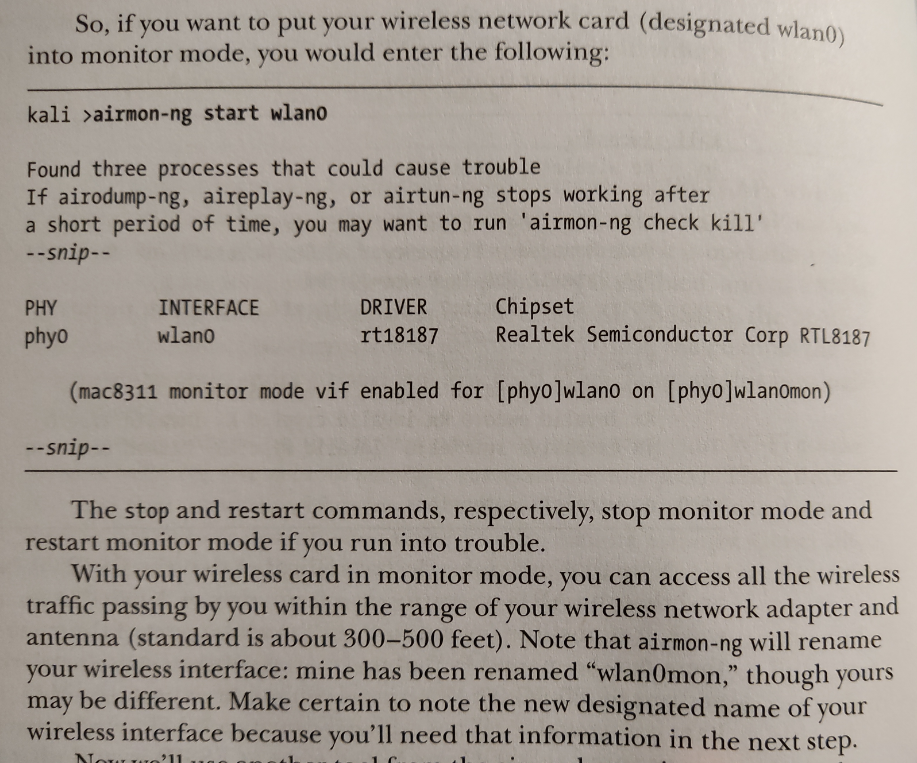 So, if you want to put your wireless network card (designated wlan0)
into monitor mode, you would enter the following:
kali >airmon-ng start wlan0
Found three processes that could cause trouble
If airodump-ng, aireplay-ng, or airtun-ng stops working after
a short period of time, you may want to run 'airmon-ng check kill'
--snip--
PHY INTERFACE DRIVER Chipset
phy0 wlan0 rt18187 Realtek Semiconductor Corp RTL8187
(mac8311 monitor mode vif enabled for [phy0]wlan0 on [phy0]wlan0mon)
--snip--
The stop and restart commands, respectively, stop monitor mode and
restart monitor mode if you run into trouble.
With your wireless card in monitor mode, you can access all the wireless
traffic passing by you within the range of your wireless network adapter and
antenna (standard is about 300–500 feet). Note that airmon-ng will rename
your wireless interface: mine has been renamed “wlan0mon,” though yours
may be different. Make certain to note the new designated name of your
wireless interface because you’ll need that information in the next step.